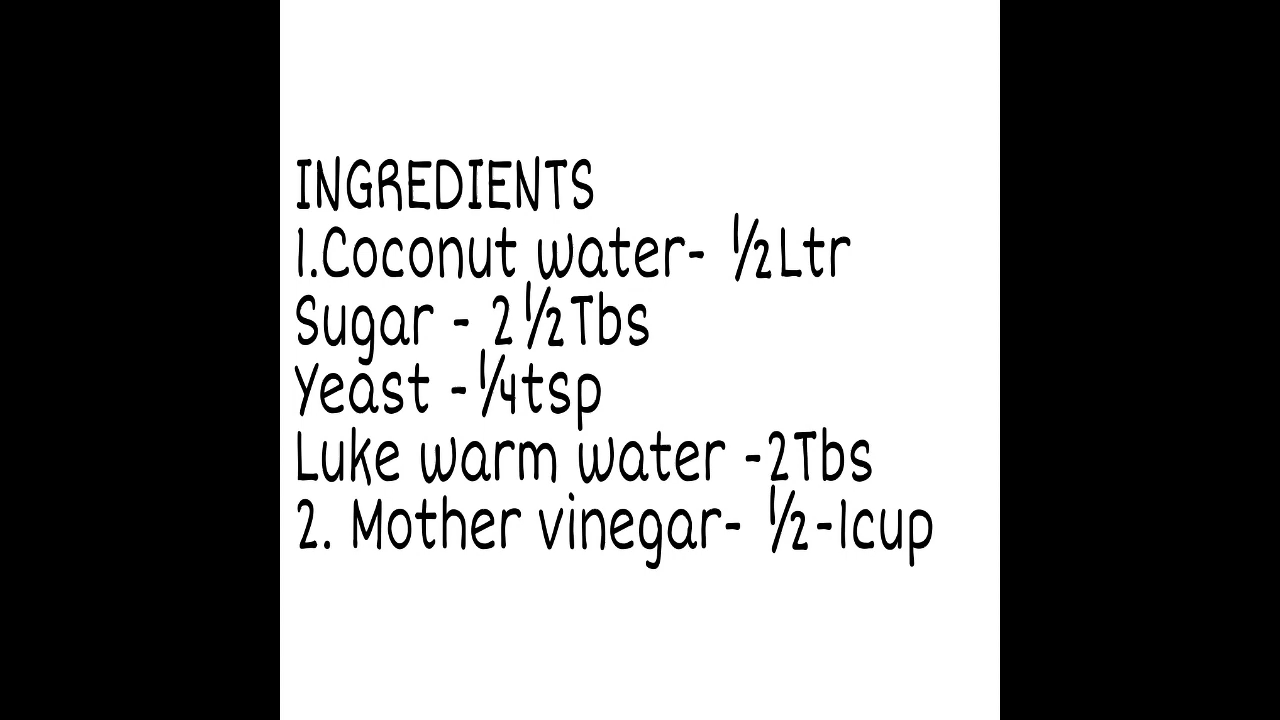 INGREDIENTS
1.Coconut water- ½Ltr
Sugar - 2½Tbs
Yeast -¼tsp
Luke warm water -2Tbs
2. Mother vinegar- ½-1cup